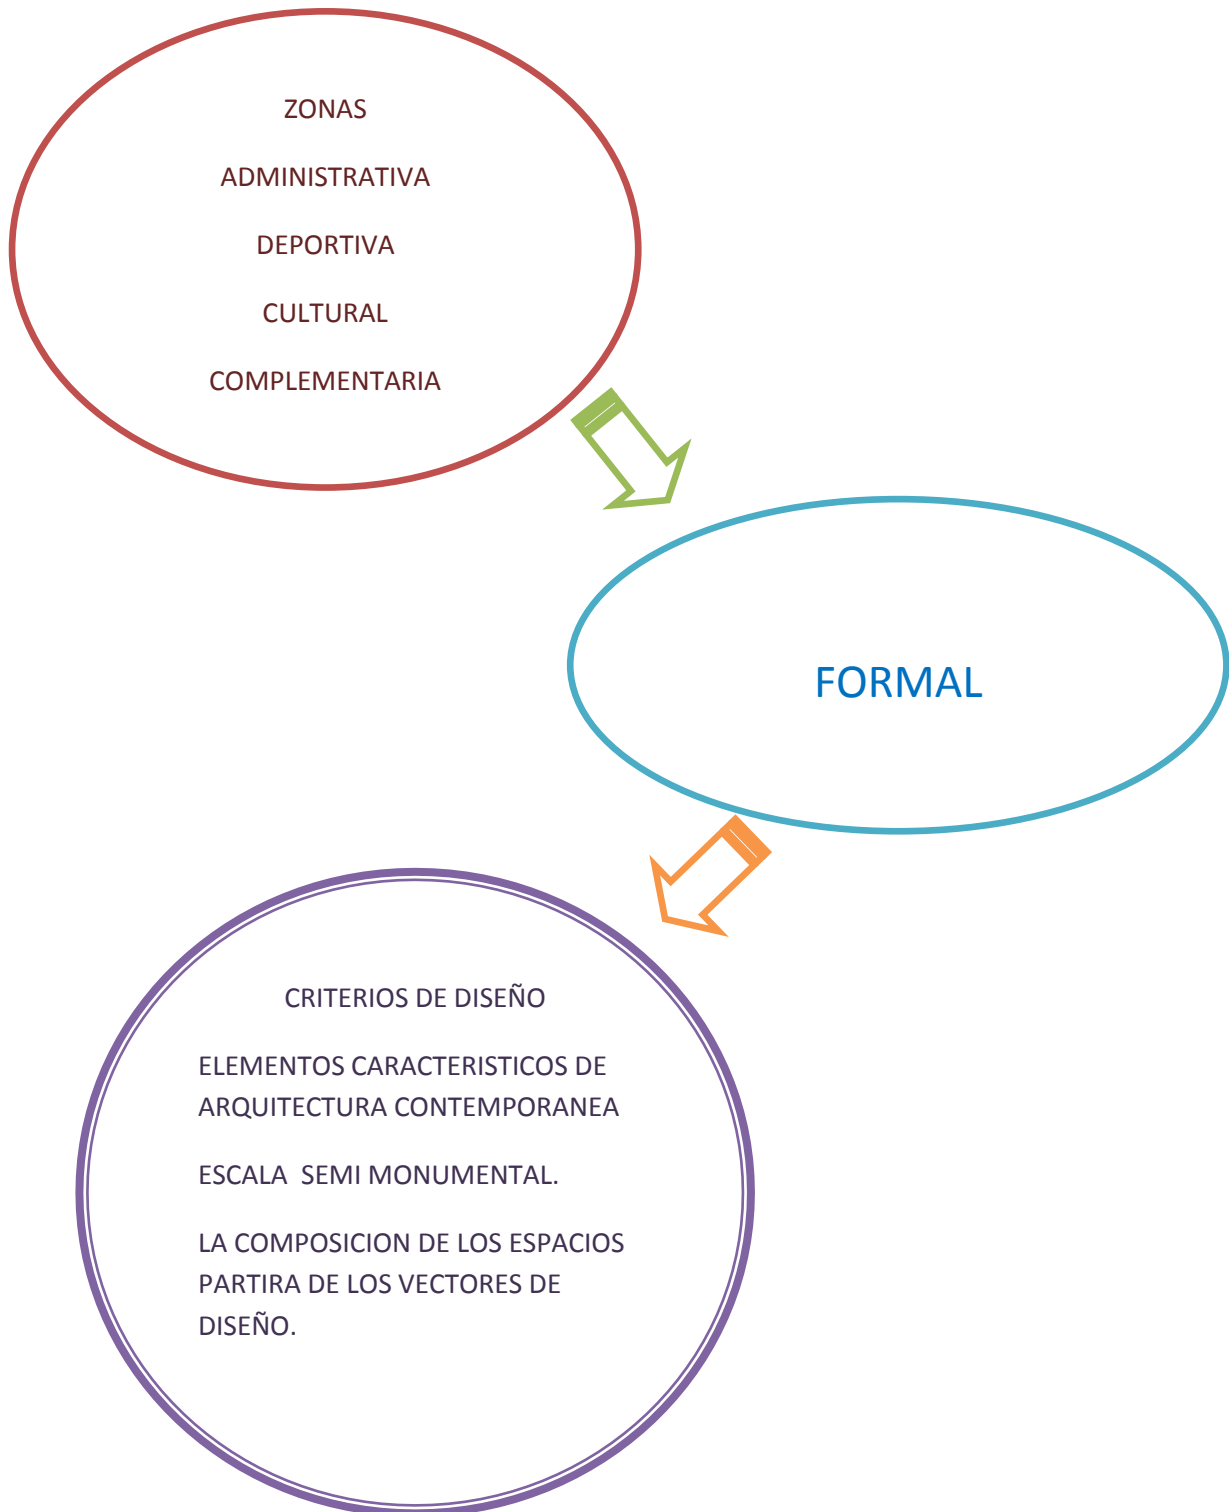 ZONAS
ADMINISTRATIVA
DEPORTIVA
CULTURAL
COMPLEMENTARIA
FORMAL
CRITERIOS DE DISEÑO
ELEMENTOS CARACTERISTICOS DE
ARQUITECTURA CONTEMPORANEA
ESCALA  SEMI MONUMENTAL.
LA COMPOSICION DE LOS ESPACIOS
PARTIRA DE LOS VECTORES DE
DISEÑO.